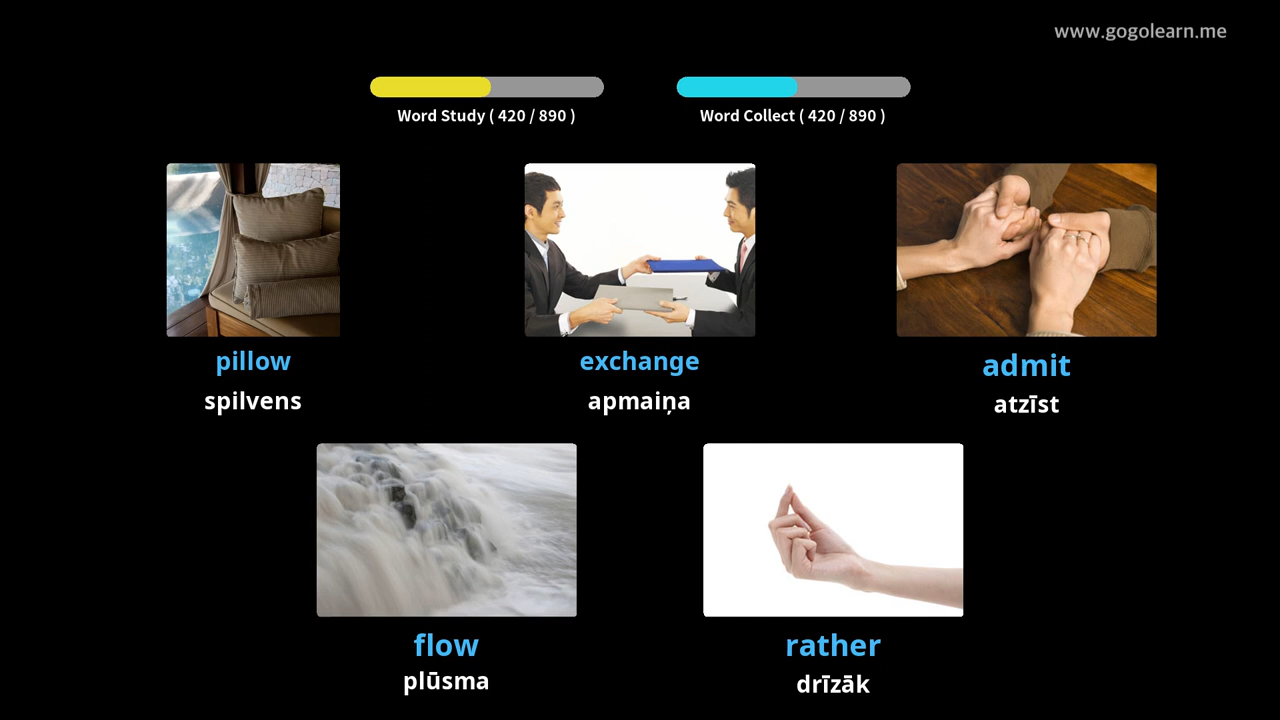 www.gogolearn.me
Word Study ( 420 / 890 )
Word Collect ( 420 / 890 )
pillow
spilvens
exchange
apmaiņa
admit
atzīst
flow
plūsma
rather
drīzāk